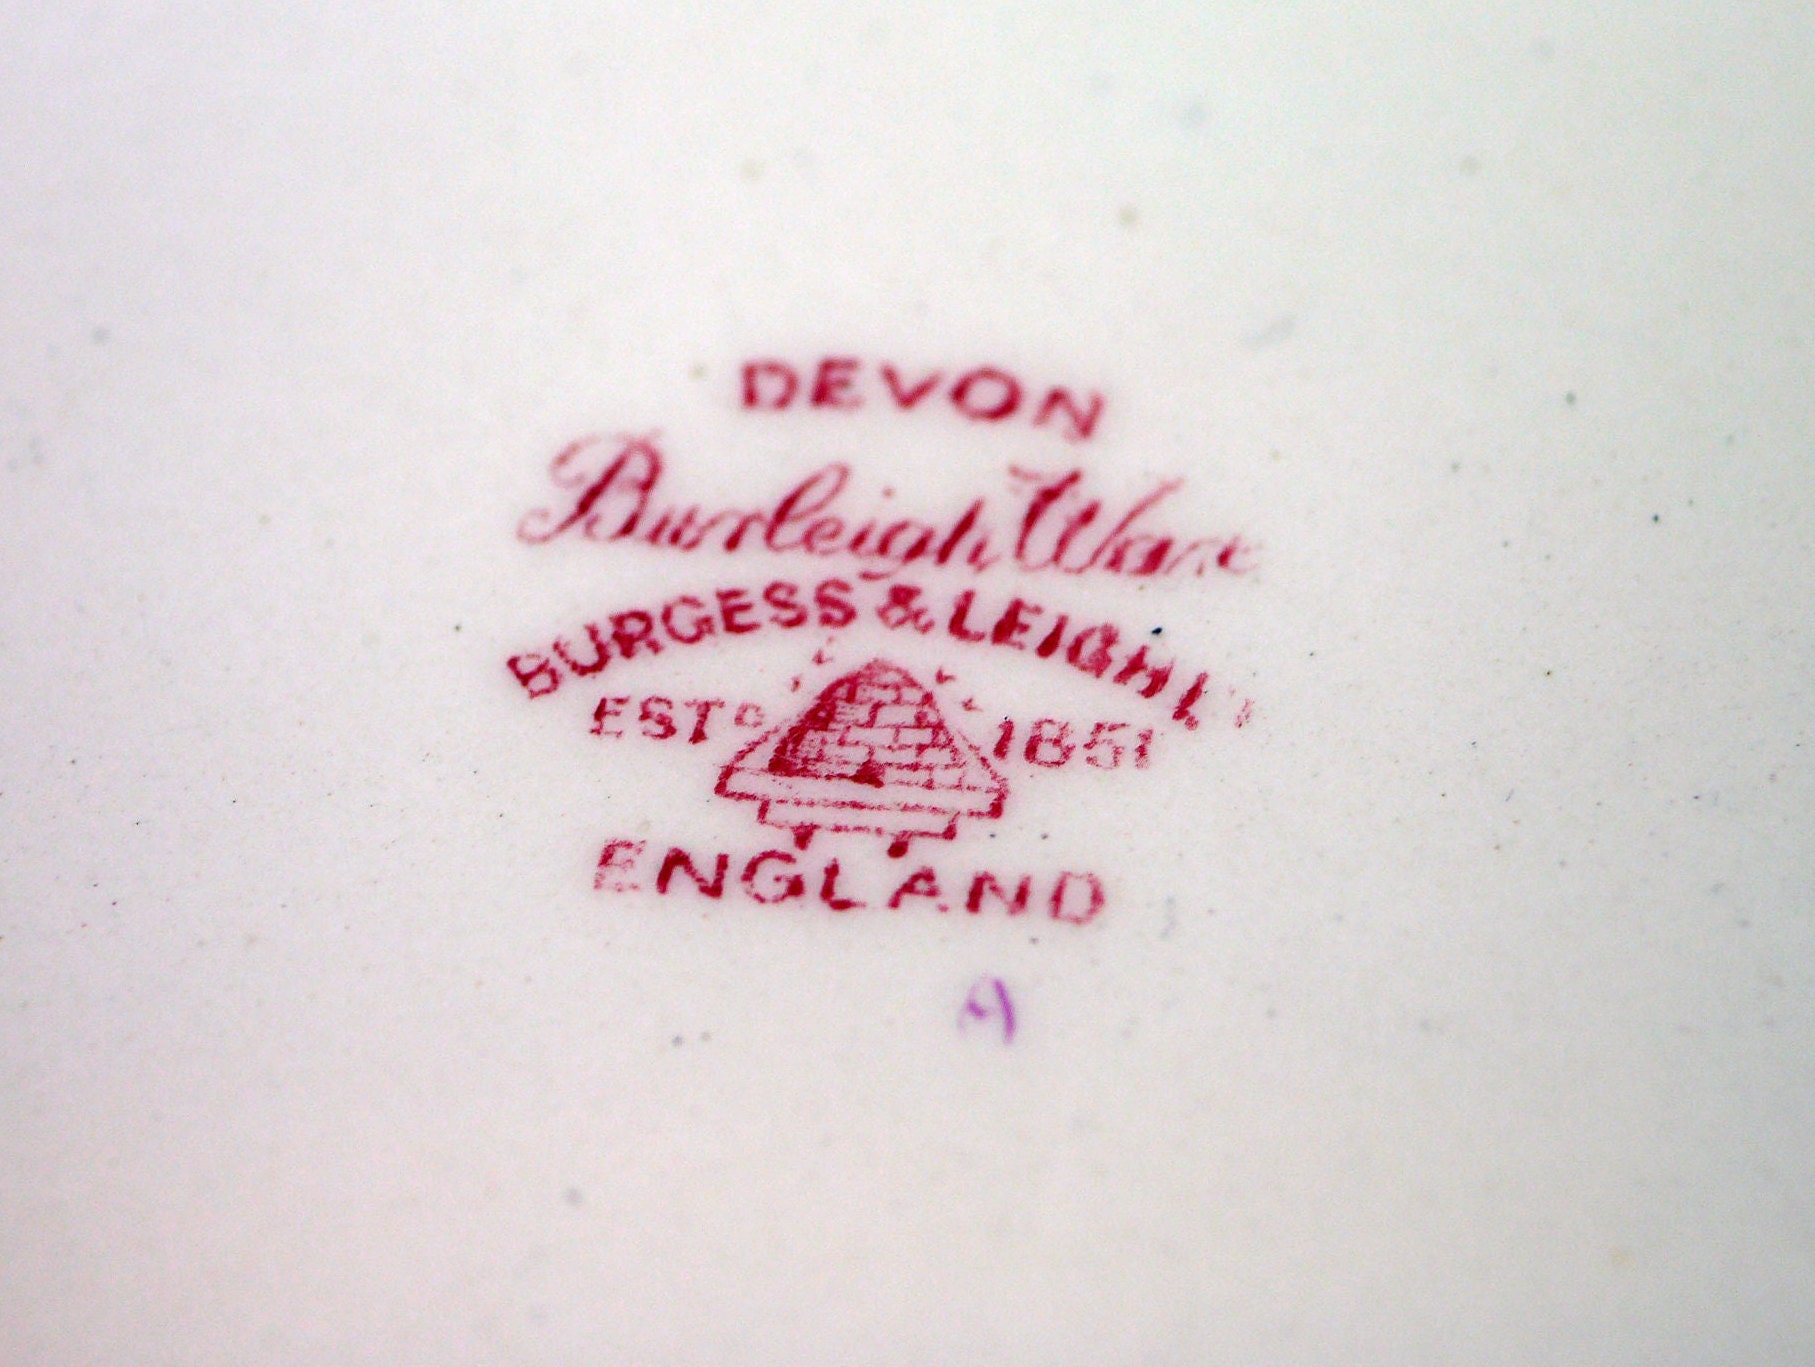 DEVON
Burleigh Ware
BURGESS & LEIGH
ESTD 1851
ENGLAND
A